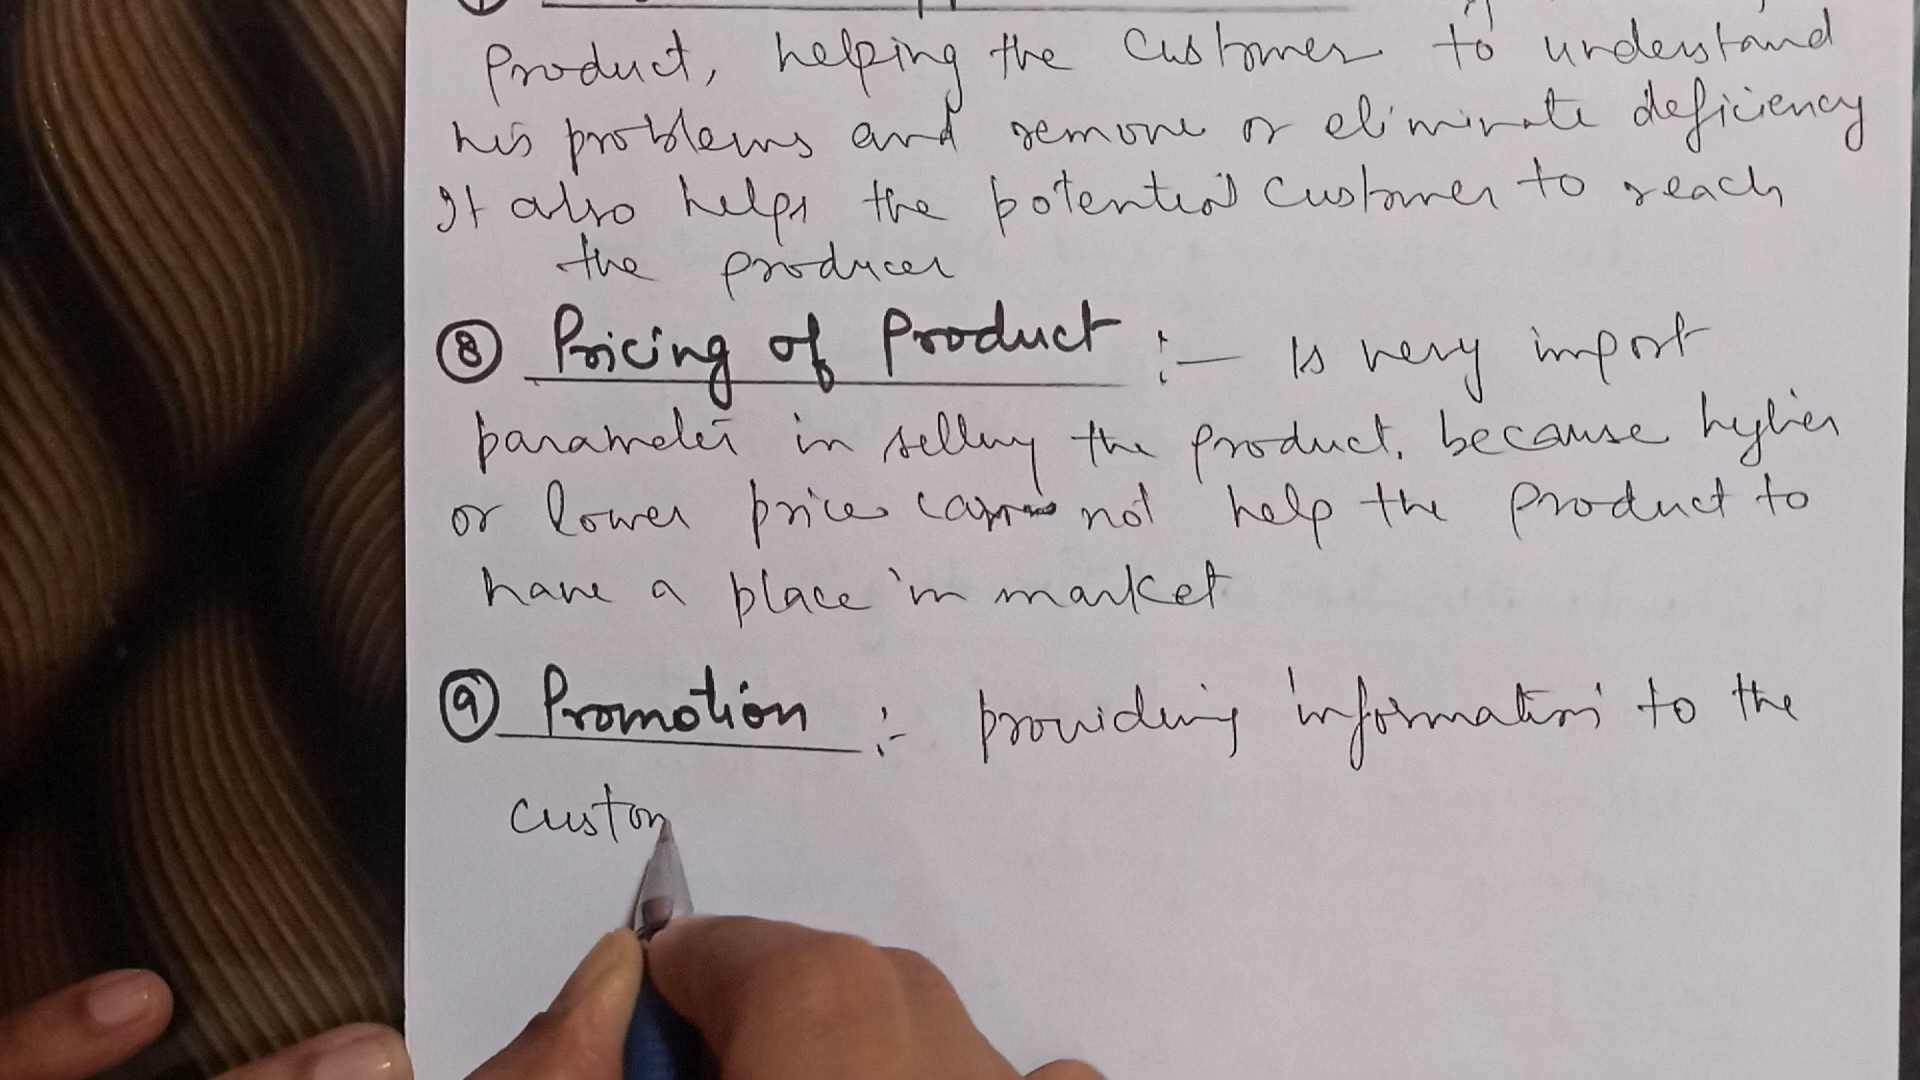 Product, helping the Customer to understand
his problems and remove or eliminate deficiency
It also helps the potential Customer to reach
the producer
⑧ Pricing of Product :- Is very import
parameter in selling the product. because higher
or lower price can not help the product to
have a place in market
⑨ Promotion :- providing information to the
custom